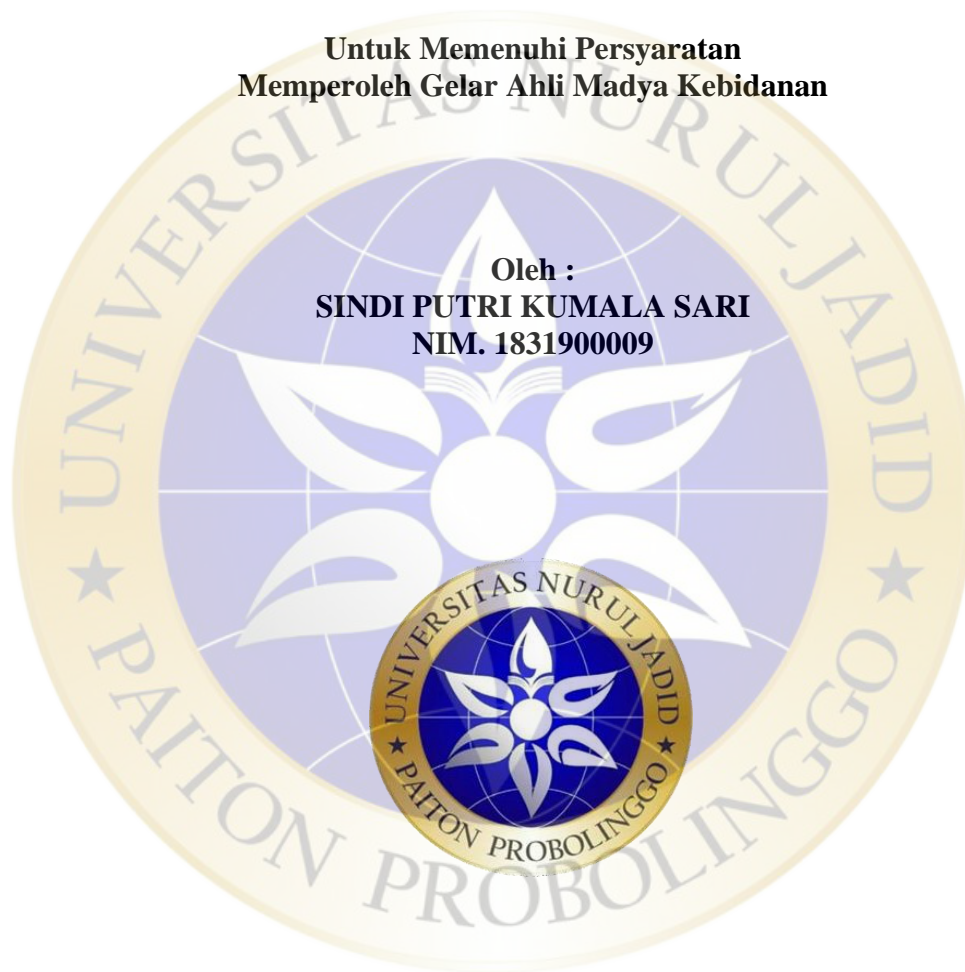 Untuk Memenuhi Persyaratan
Memperoleh Gelar Ahli Madya Kebidanan
Oleh :
SINDI PUTRI KUMALA SARI
NIM. 1831900009
UNIVERSITAS NURUL JADID
★ PAITON PROBOLINGGO ★
UNIVERSITAS NURUL JADID
★ PAITON PROBOLINGGO ★